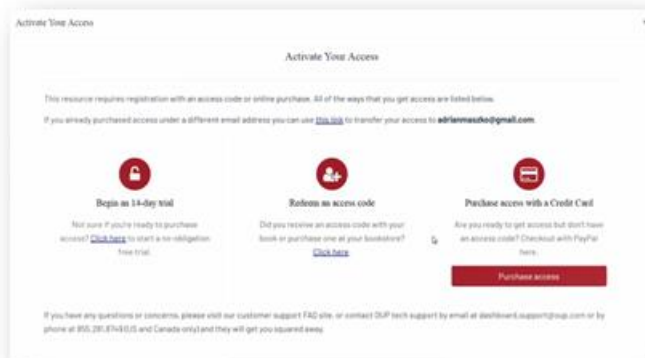 Activate Your Access
Activate Your Access
This resource requires registration with an access code or online purchase. All of the ways that you get access are listed below.
If you already purchased access under a different email address you can use this link to transfer your access to adrienmaszko@gmail.com.
Begin an 14-day trial
Not sure if you're ready to purchase
access? Click here to start a no-obligation
free trial.
Redeem an access code
Did you receive an access code with your
book or purchase one at your bookstore?
Click here
Purchase access with a Credit Card
Are you ready to get access but don't have
an access code? Checkout with PayPal
here.
Purchase access
If you have any questions or concerns, please visit our customer support FAQ site, or contact OUP tech support by email at dashboard.support@oup.com or by
phone at 855.281.8749 (US and Canada only) and they will get you squared away.